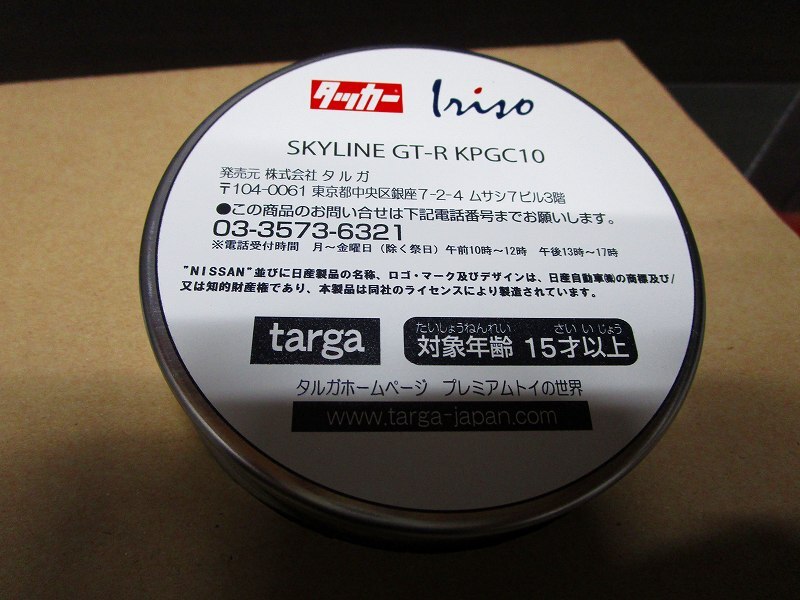 タッカー Iriso
SKYLINE GT-R KPGC10
発売元 株式会社 タルガ
〒104-0061 東京都中央区銀座7-2-4 ムサシ7ビル3階
●この商品のお問い合せは下記電話番号までお願いします。
03-3573-6321
※電話受付時間 月～金曜日（除く祭日）午前10時～12時 午後13時～17時
"NISSAN"並びに日産製品の名称、ロゴ・マーク及びデザインは、日産自動車㈱の商標及び/
又は知的財産権であり、本製品は同社のライセンスにより製造されています。
targa
たいしょうねんれい さい いじょう
対象年齢 15才以上
タルガホームページ プレミアムトイの世界
www.targa-japan.com